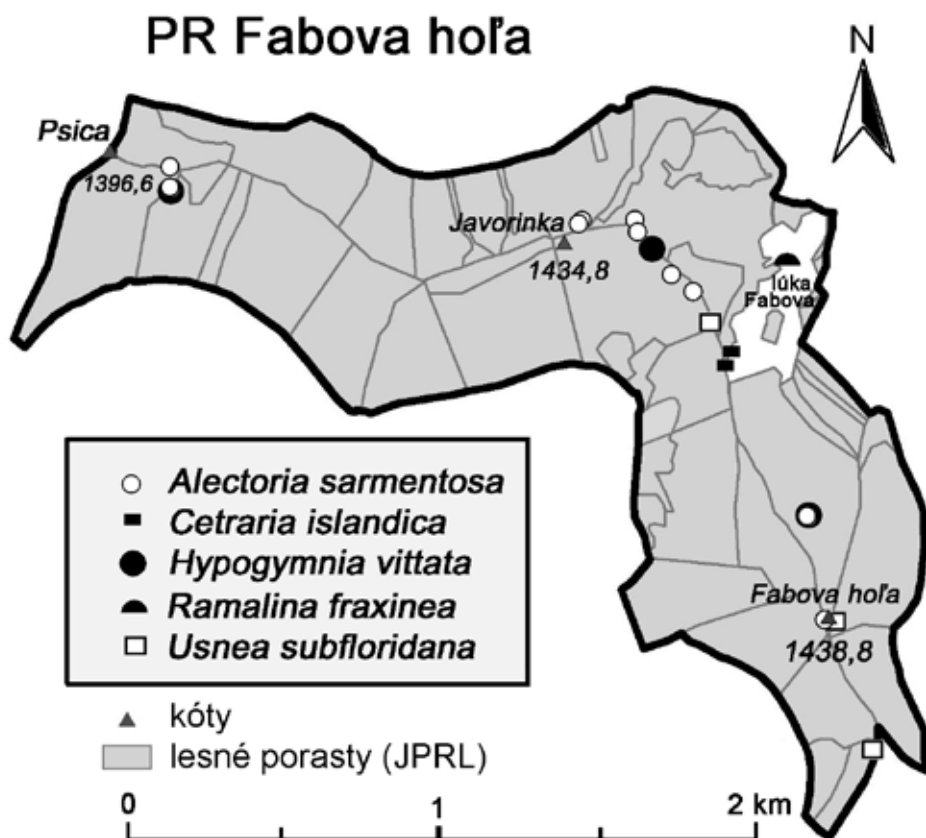 PR Fabova hoľa
N
Psica
1396,6
Javorinka
1434,8
lúka
Fabova
Alectoria sarmentosa
Cetraria islandica
Hypogymnia vittata
Ramalina fraxinea
Usnea subfloridana
Fabova hoľa
1438,8
kóty
lesné porasty (JPRL)
0 1 2 km